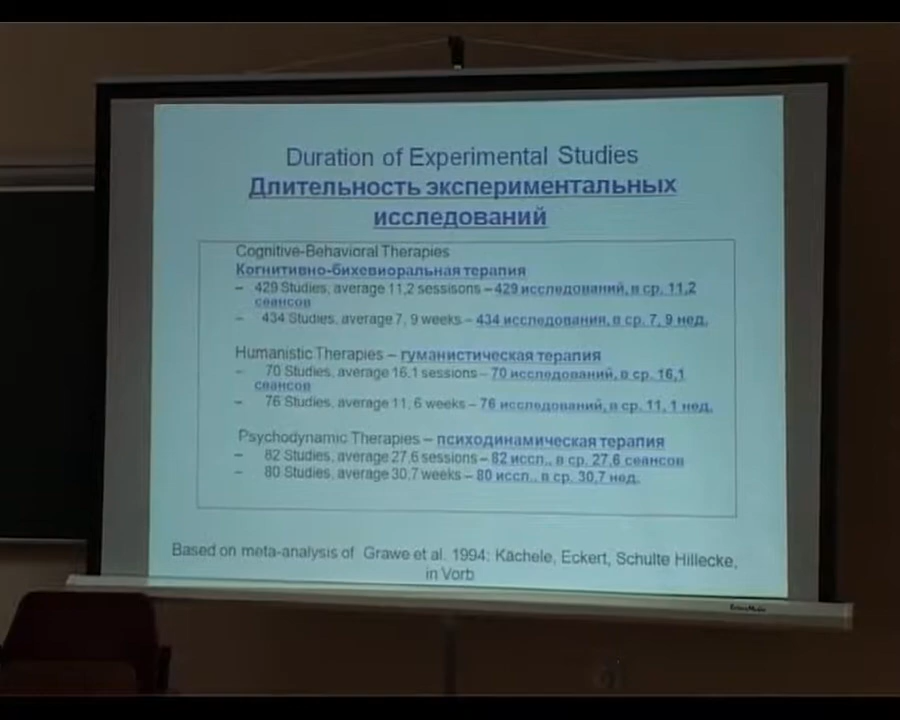 Duration of Experimental Studies
Длительность экспериментальных
исследований
Cognitive-Behavioral Therapies
Когнитивно-бихевиоральная терапия
– 429 Studies, average 11,2 sessisons – 429 исследований, в ср. 11,2
сеансов
– 434 Studies, average 7, 9 weeks – 434 исследования, в ср. 7, 9 нед.
Humanistic Therapies – гуманистическая терапия
– 70 Studies, average 16,1 sessions – 70 исследований, в ср. 16,1
сеансов
– 76 Studies, average 11, 6 weeks – 76 исследований, в ср. 11, 1 нед.
Psychodynamic Therapies – психодинамическая терапия
– 82 Studies, average 27,6 sessions – 82 иссл., в ср. 27,6 сеансов
– 80 Studies, average 30,7 weeks – 80 иссл., в ср. 30,7 нед.
Based on meta-analysis of Grawe et al. 1994; Kächele, Eckert, Schulte Hillecke,
in Vorb